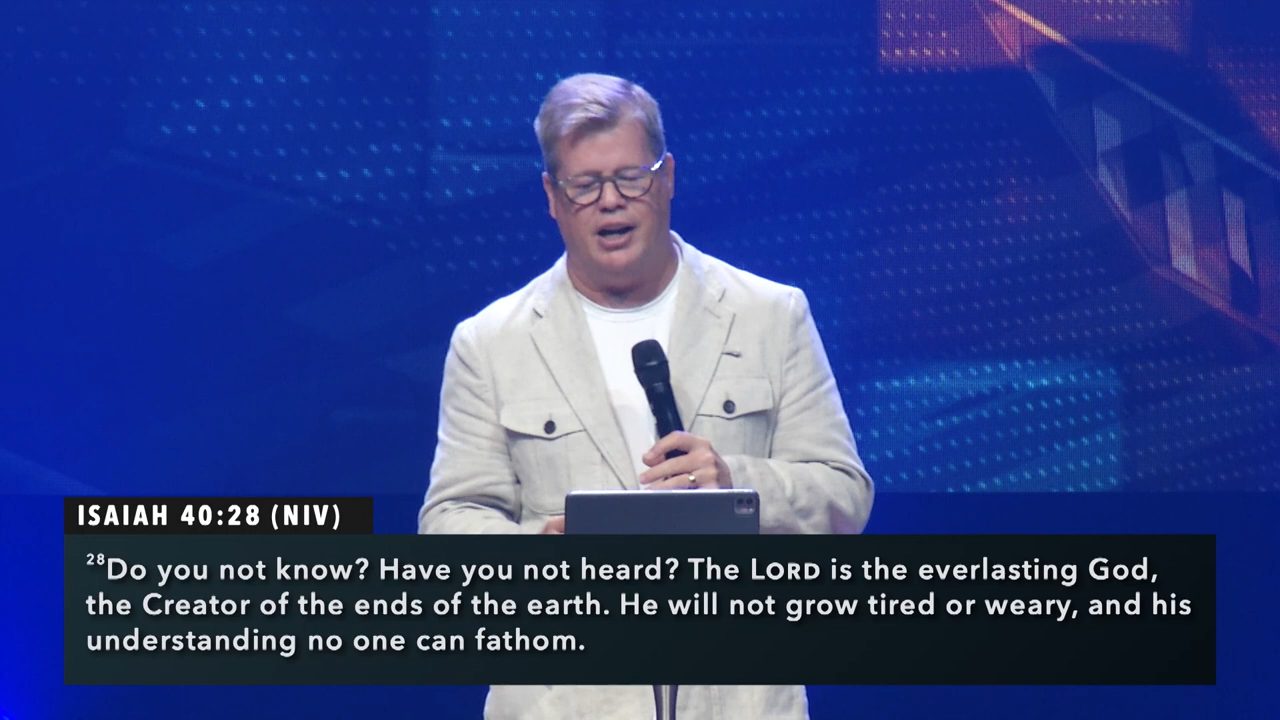 ISAIAH 40:28 (NIV)
²⁸Do you not know? Have you not heard? The LORD is the everlasting God,
the Creator of the ends of the earth. He will not grow tired or weary, and his
understanding no one can fathom.